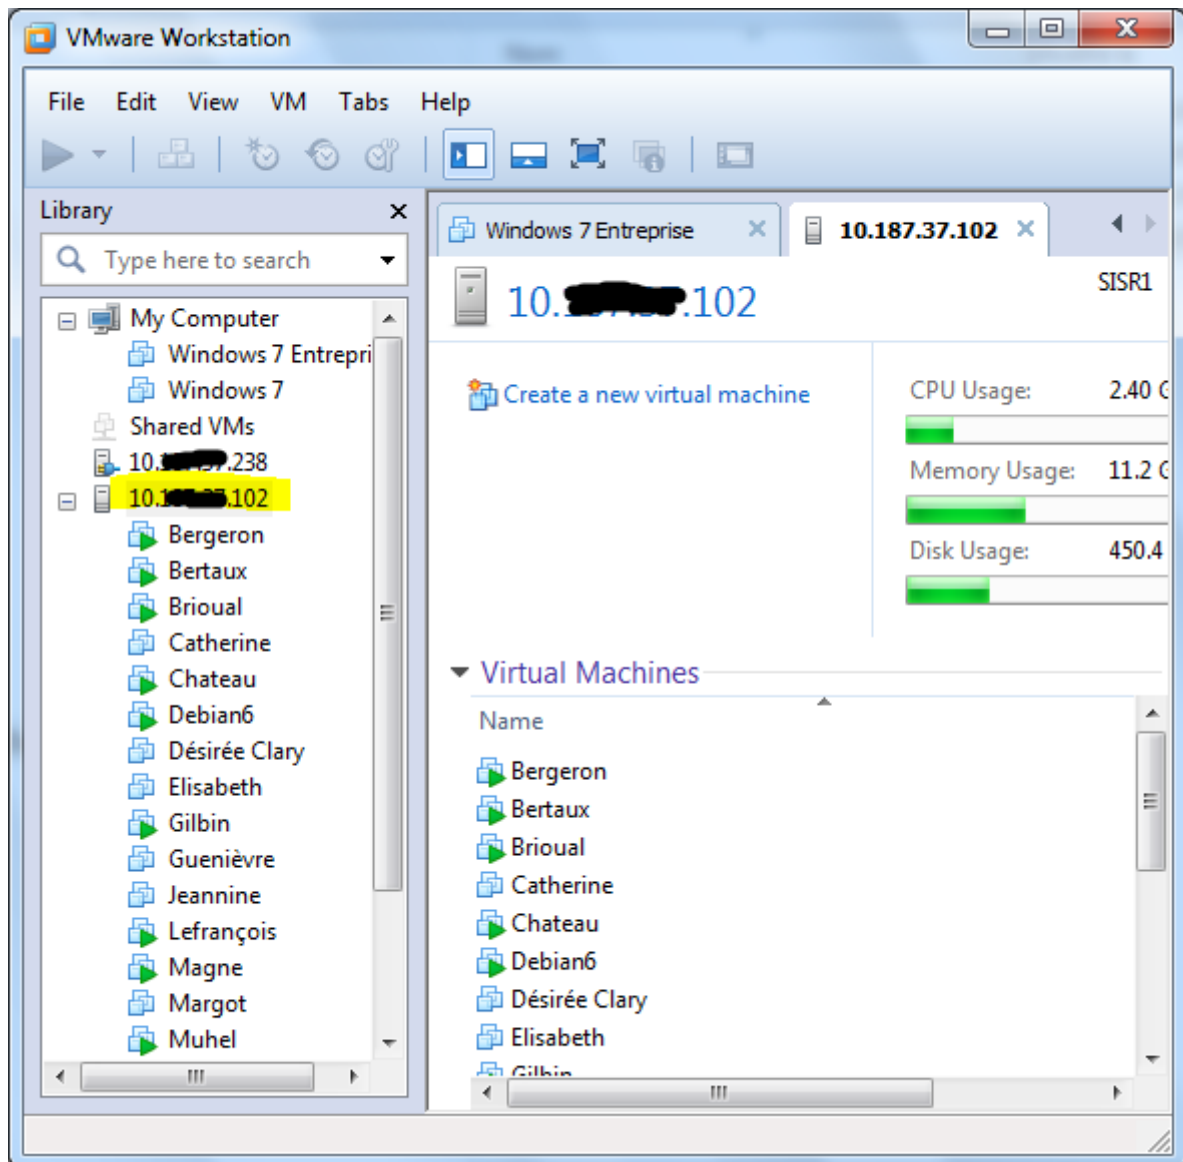 VMware Workstation
File Edit View VM Tabs Help
Library
Type here to search
My Computer
Windows 7 Entrepri
Windows 7
Shared VMs
10. .238
10. .102
Bergeron
Bertaux
Brioual
Catherine
Chateau
Debian6
Désirée Clary
Elisabeth
Gilbin
Guenièvre
Jeannine
Lefrançois
Magne
Margot
Muhel
Windows 7 Entreprise
10.187.37.102
10. .102
SISR1
Create a new virtual machine
CPU Usage: 2.40 G
Memory Usage: 11.2 G
Disk Usage: 450.4
Virtual Machines
Name
Bergeron
Bertaux
Brioual
Catherine
Chateau
Debian6
Désirée Clary
Elisabeth
Gilbin